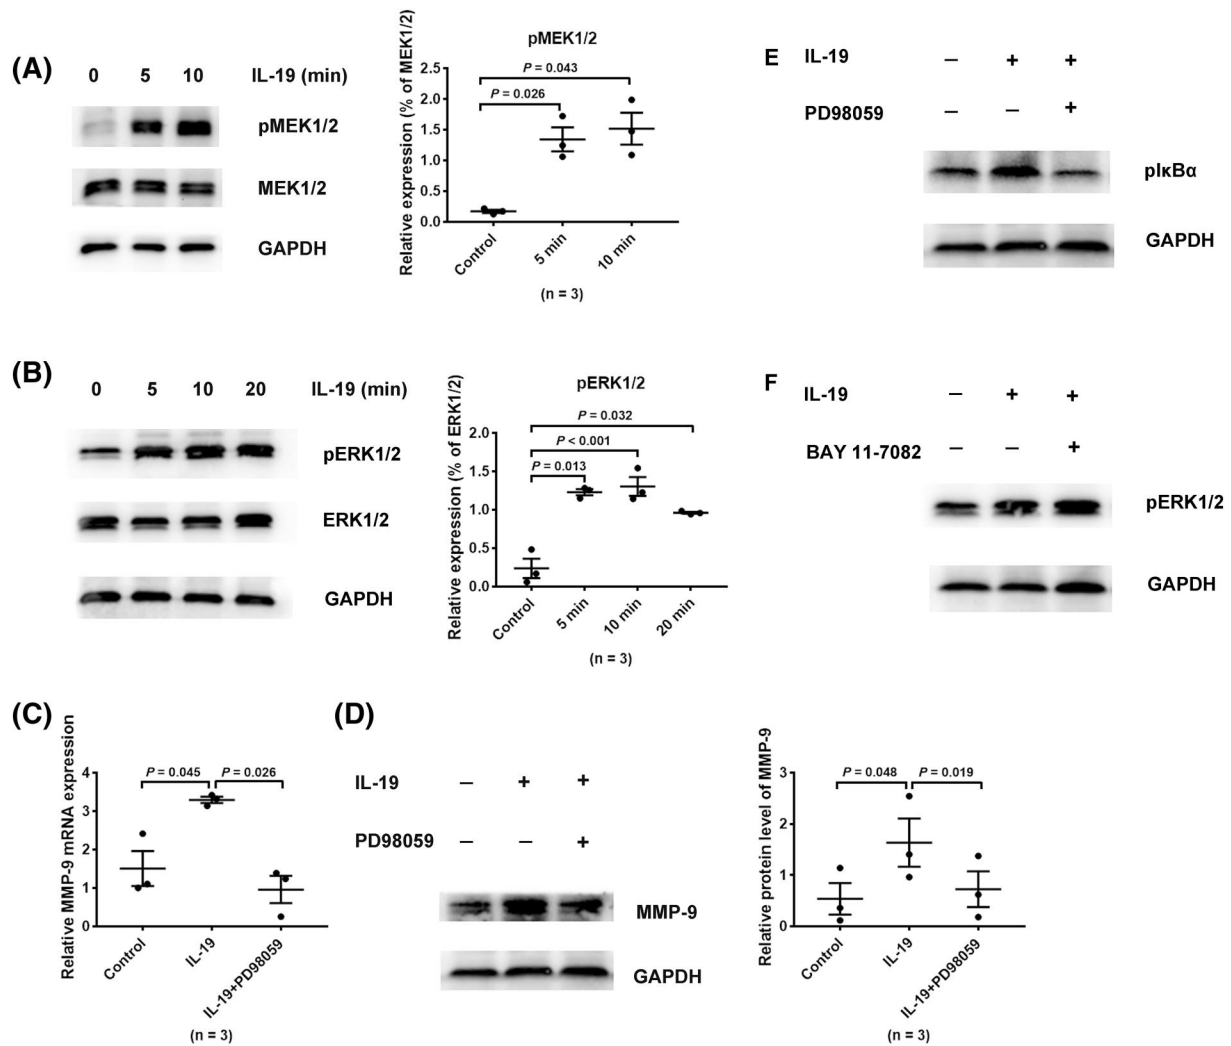 (A)
0 5 10 IL-19 (min)
pMEK1/2
MEK1/2
GAPDH
pMEK1/2
Relative expression (% of MEK1/2)
2.5
2.0
1.5
1.0
0.5
0.0
P = 0.043
P = 0.026
Control
5 min
10 min
(n = 3)
(B)
0 5 10 20 IL-19 (min)
pERK1/2
ERK1/2
GAPDH
pERK1/2
Relative expression (% of ERK1/2)
2.0
1.5
1.0
0.5
0.0
P = 0.032
P < 0.001
P = 0.013
Control
5 min
10 min
20 min
(n = 3)
(C)
Relative MMP-9 mRNA expression
4
3
2
1
0
P = 0.045 P = 0.026
Control
IL-19
IL-19+PD98059
(n = 3)
(D)
IL-19 − + +
PD98059 − − +
MMP-9
GAPDH
Relative protein level of MMP-9
3
2
1
0
P = 0.048 P = 0.019
Control
IL-19
IL-19+PD98059
(n = 3)
E
IL-19 − + +
PD98059 − − +
pIκBα
GAPDH
F
IL-19 − + +
BAY 11-7082 − − +
pERK1/2
GAPDH